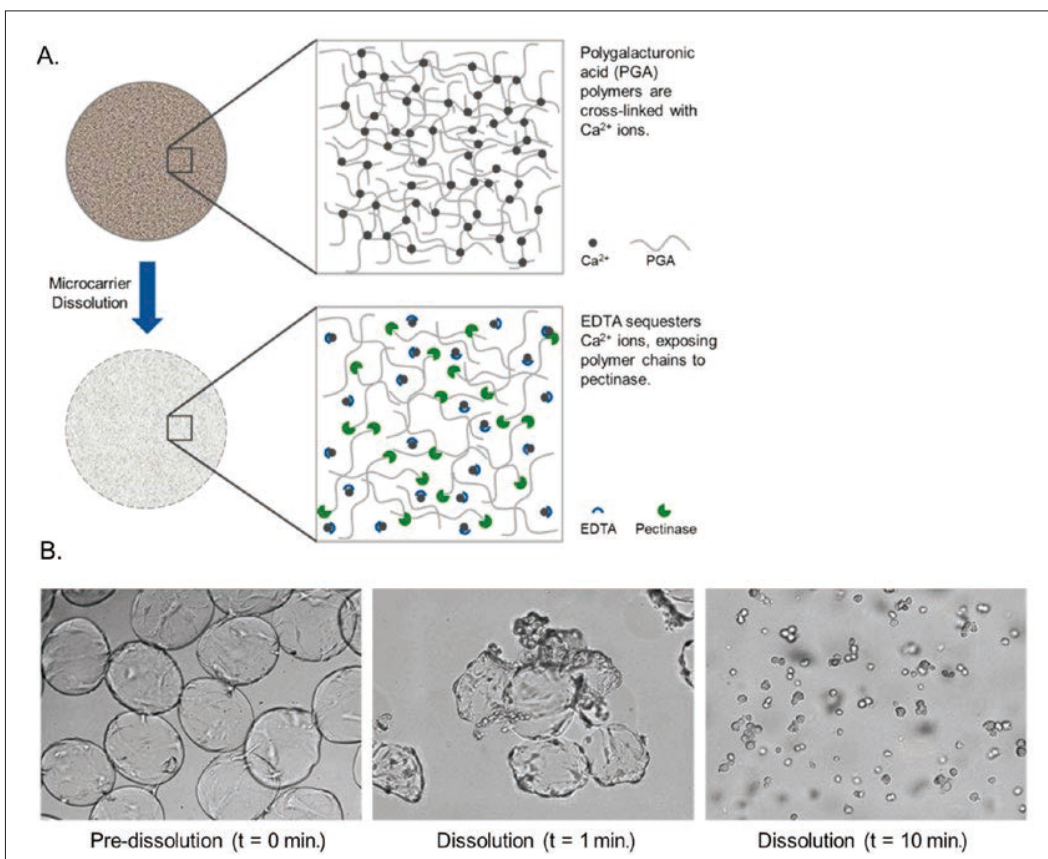 A.
Polygalacturonic
acid (PGA)
polymers are
cross-linked with
Ca²⁺ ions.
Ca²⁺ PGA
Microcarrier
Dissolution
EDTA sequesters
Ca²⁺ ions, exposing
polymer chains to
pectinase.
EDTA Pectinase
B.
Pre-dissolution (t = 0 min.) Dissolution (t = 1 min.) Dissolution (t = 10 min.)